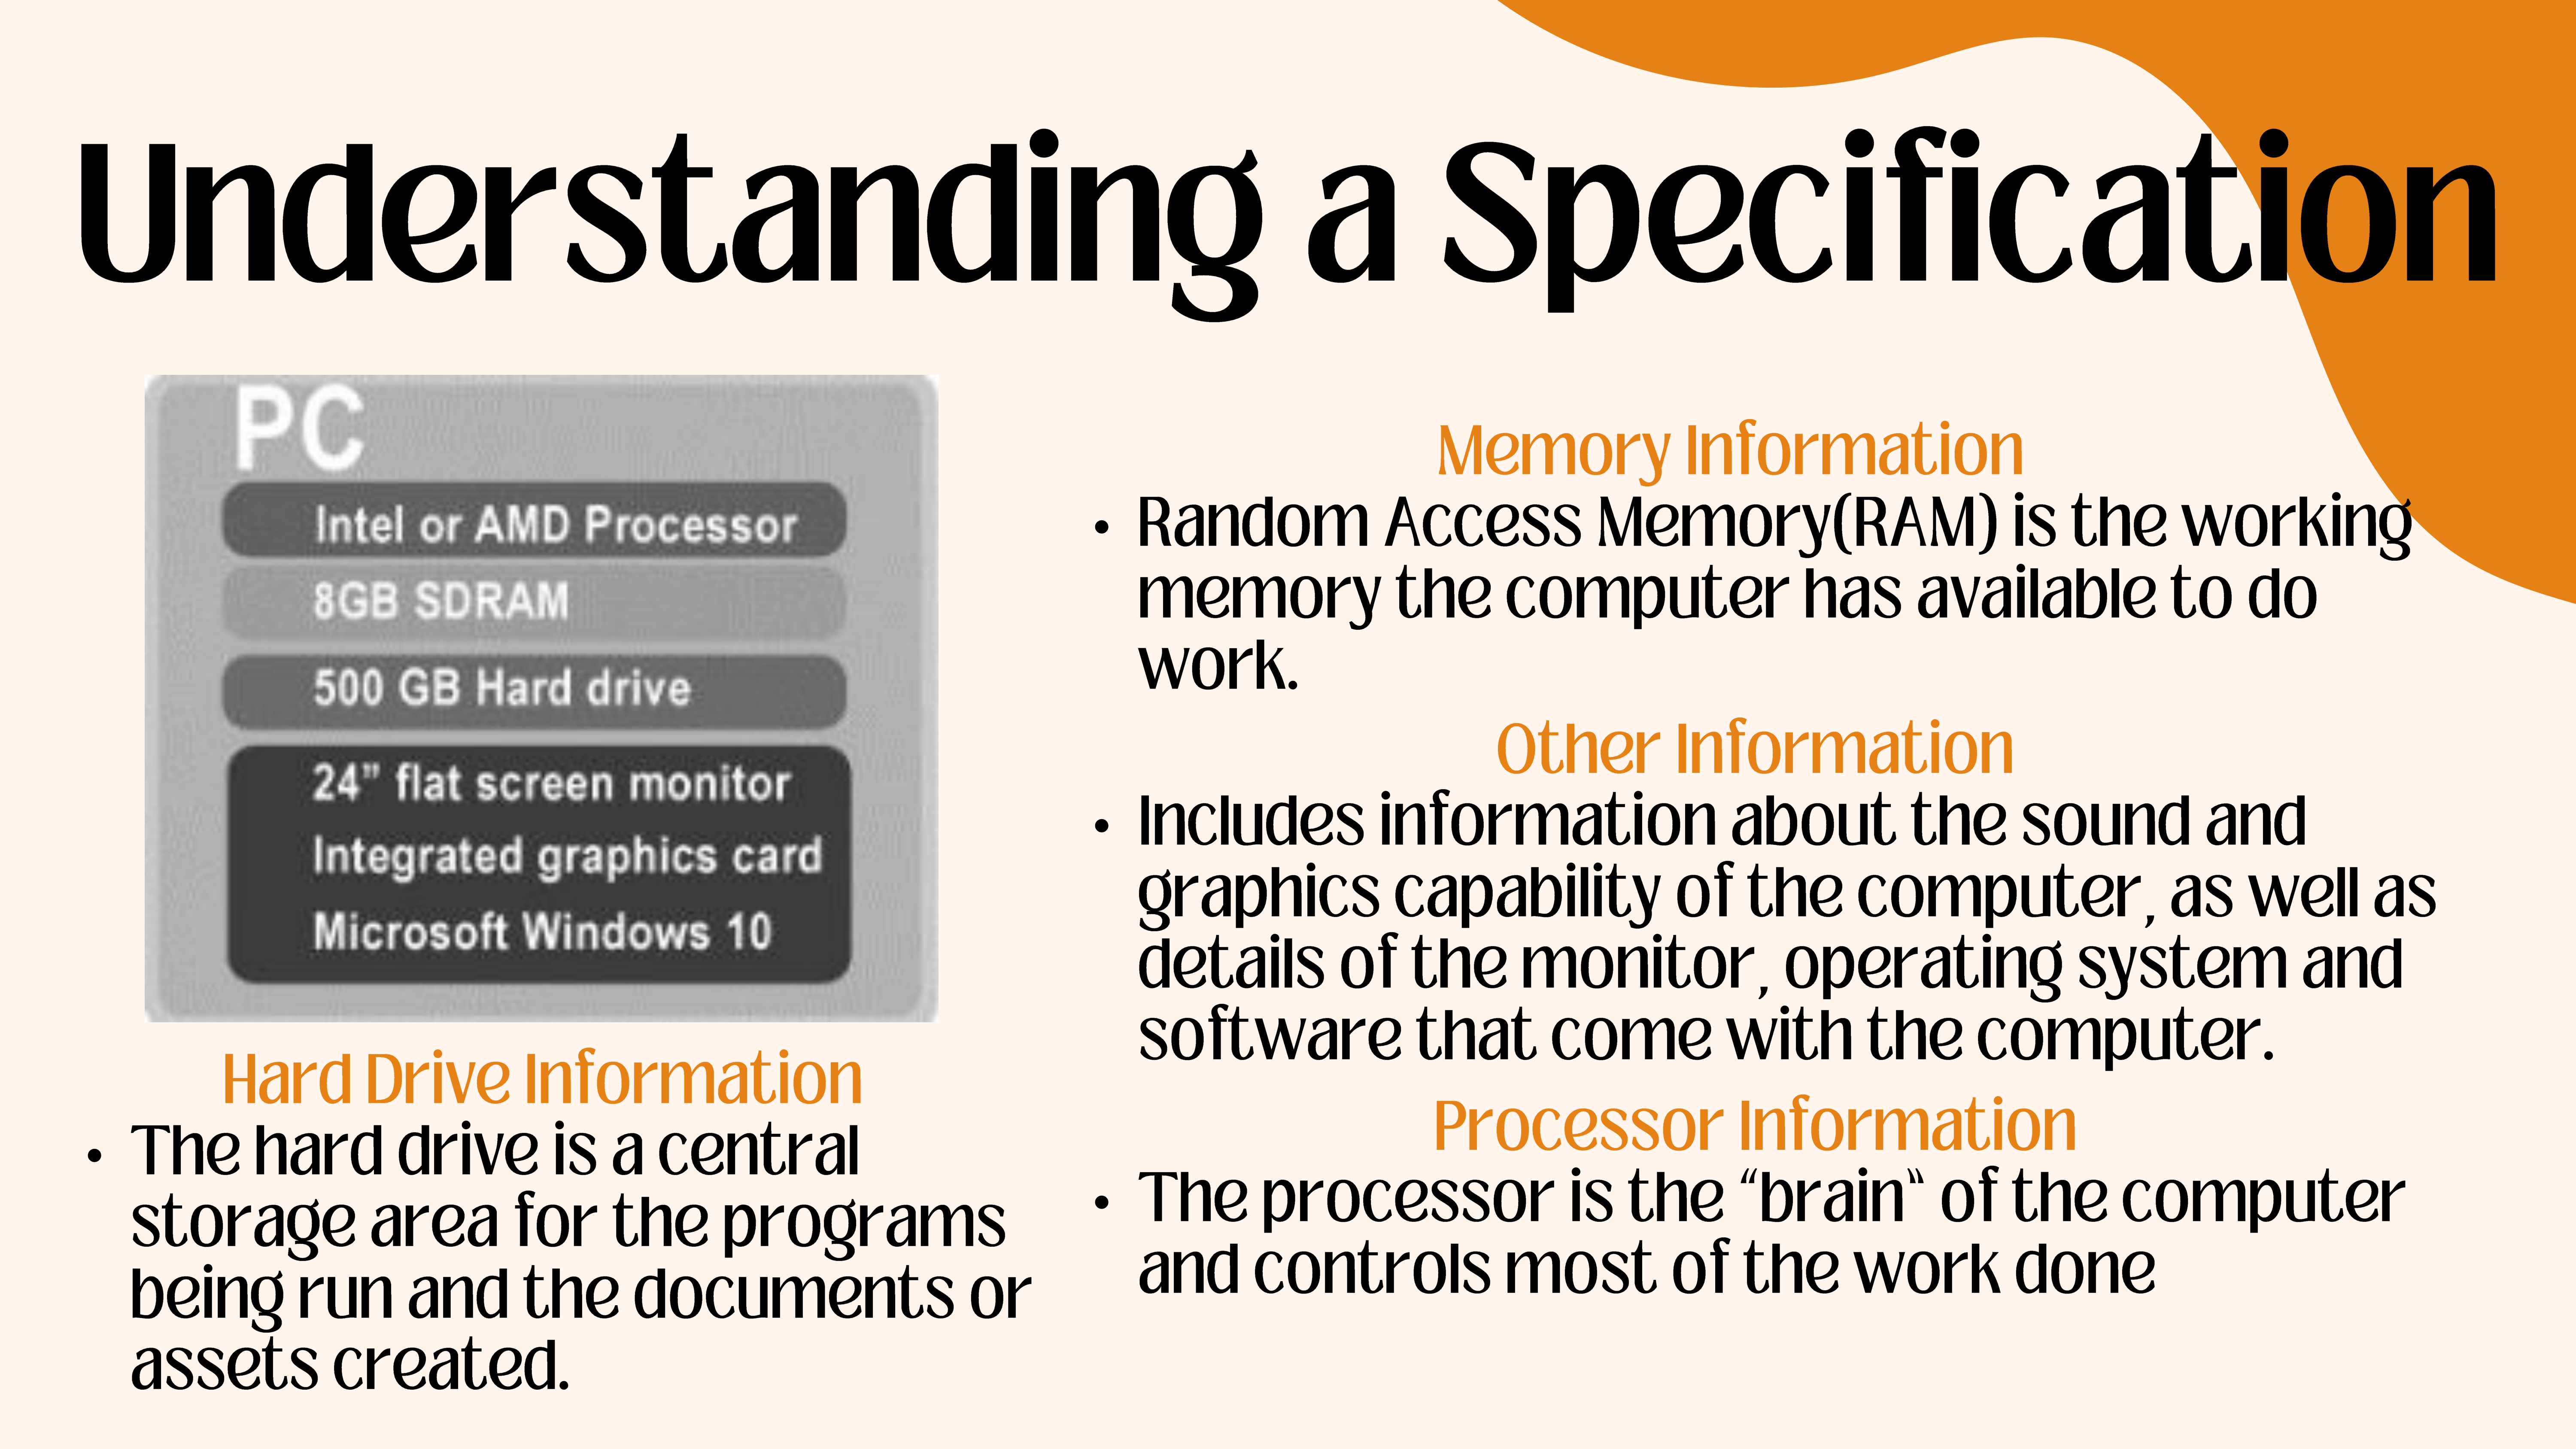 Understanding a Specification
PC
Intel or AMD Processor
8GB SDRAM
500 GB Hard drive
24” flat screen monitor
Integrated graphics card
Microsoft Windows 10
Hard Drive Information
• The hard drive is a central
storage area for the programs
being run and the documents or
assets created.
Memory Information
• Random Access Memory(RAM) is the working
memory the computer has available to do
work.
Other Information
• Includes information about the sound and
graphics capability of the computer, as well as
details of the monitor, operating system and
software that come with the computer.
Processor Information
• The processor is the “brain” of the computer
and controls most of the work done